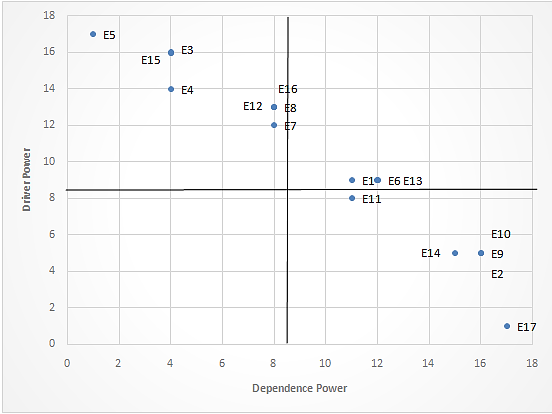 18
E5
16
E3
E15
14
E4
E16
12
E12
E8
E7
10
E1
E6 E13
8
E11
6
E10
E14
E9
4
E2
2
E17
0
Driver Power
0 2 4 6 8 10 12 14 16 18
Dependence Power